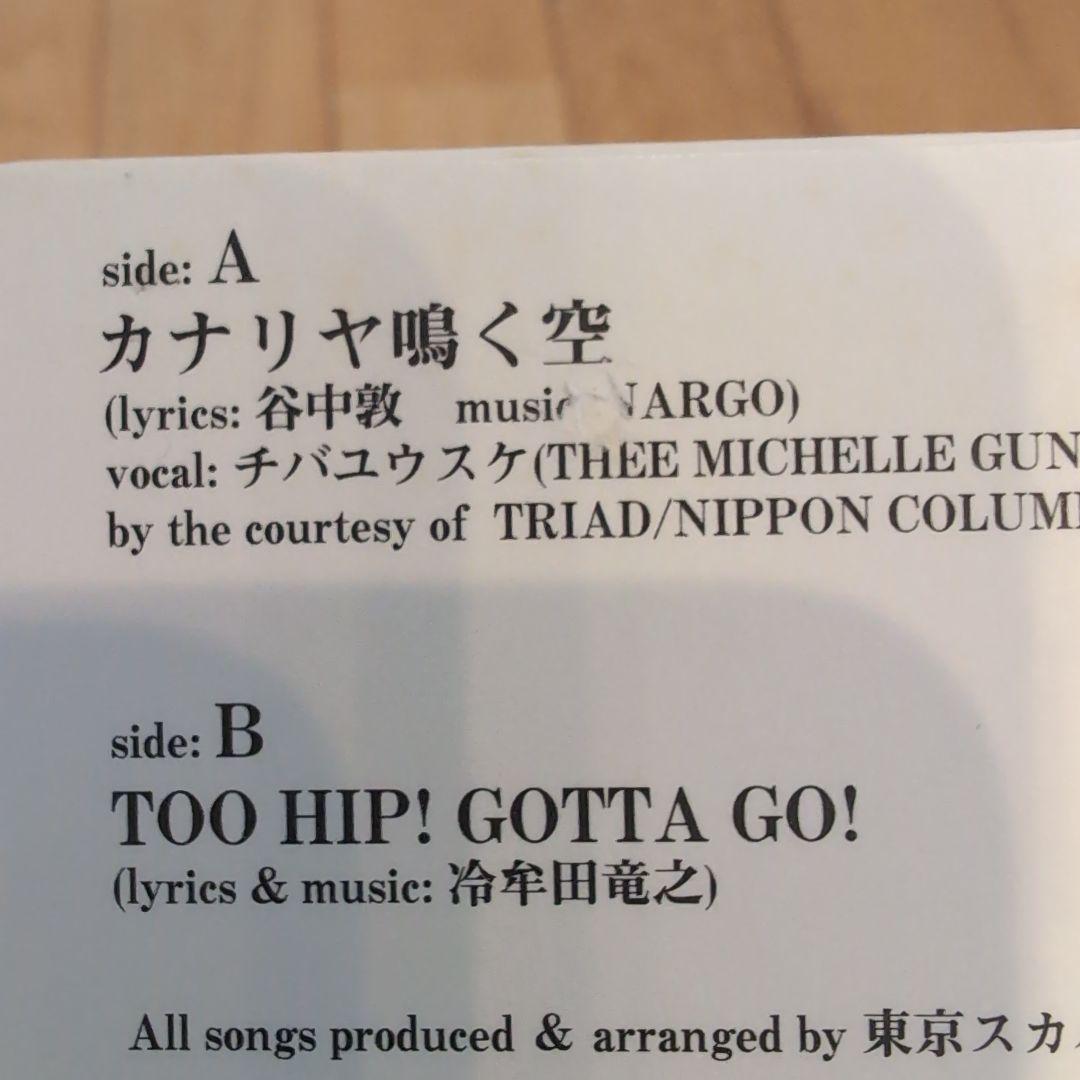 side: A
カナリヤ鳴く空
(lyrics: 谷中敦 music NARGO)
vocal: チバユウスケ(THEE MICHELLE GUN
by the courtesy of TRIAD/NIPPON COLUM
side: B
TOO HIP! GOTTA GO!
(lyrics & music: 冷牟田竜之)
All songs produced & arranged by 東京スカ